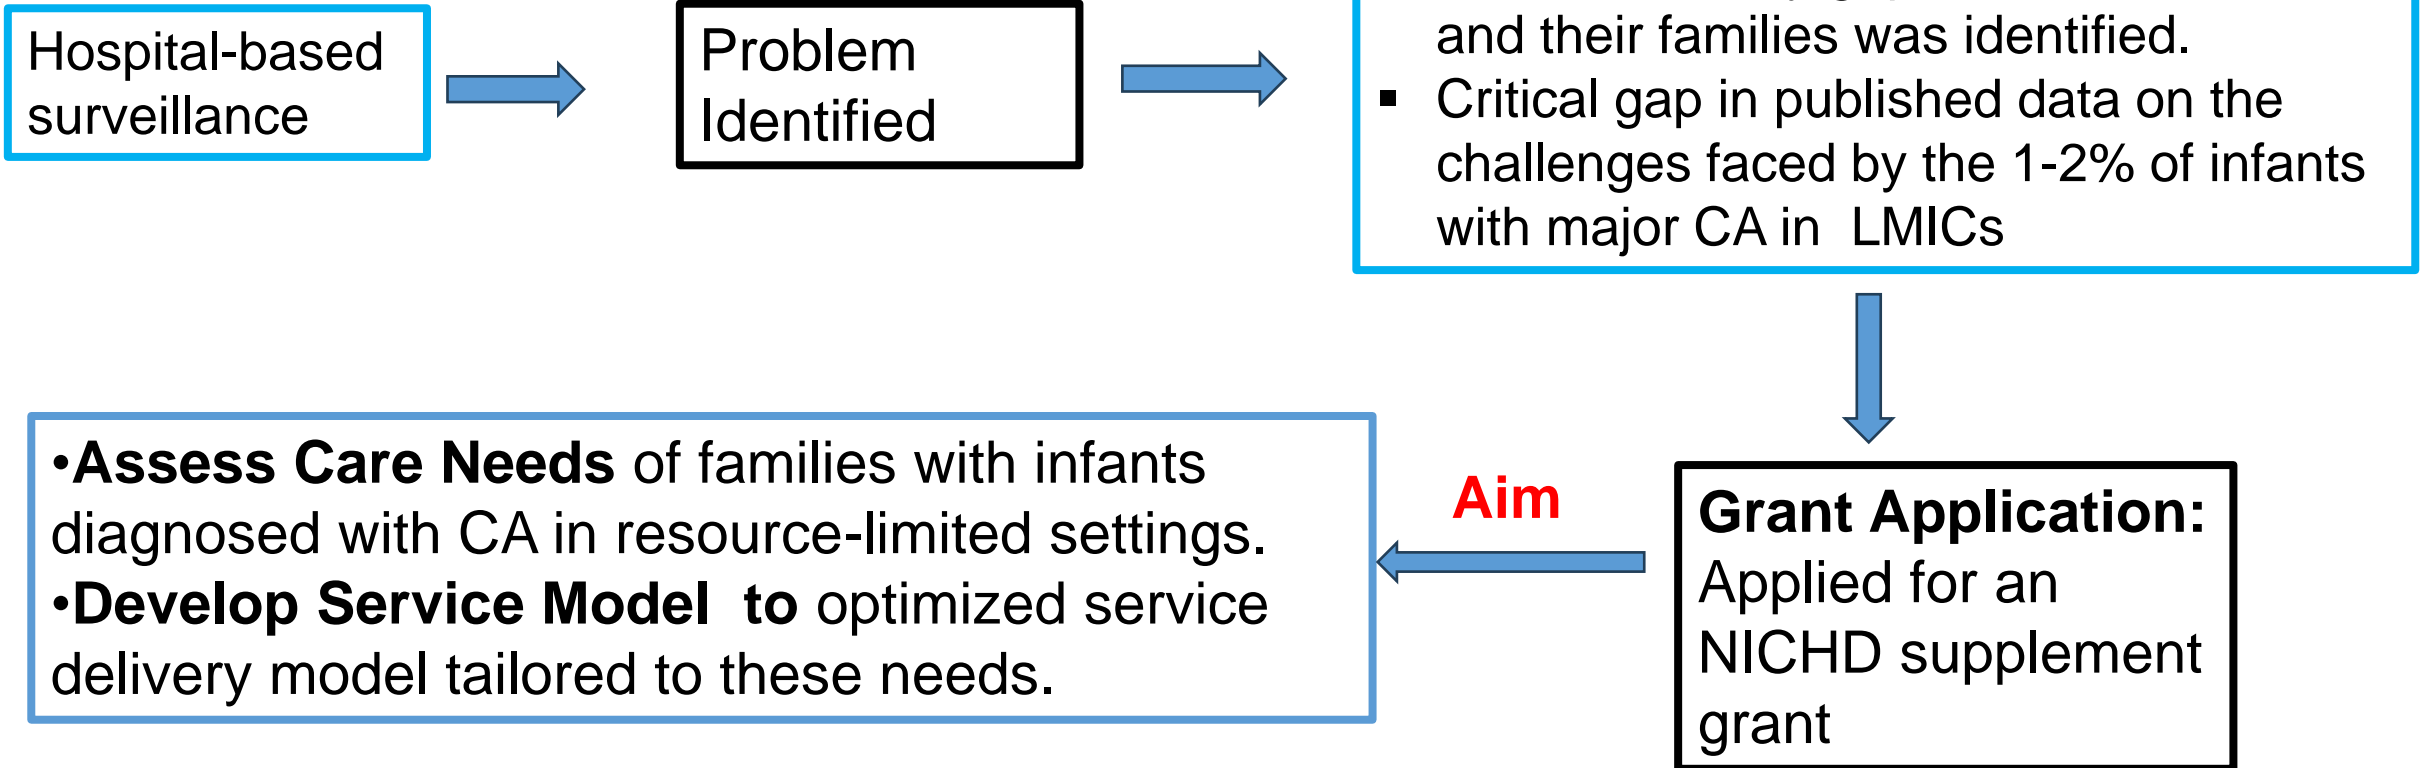 Hospital-based
surveillance
Problem
Identified
and their families was identified.
▪ Critical gap in published data on the
challenges faced by the 1-2% of infants
with major CA in LMICs
•Assess Care Needs of families with infants
diagnosed with CA in resource-limited settings.
•Develop Service Model to optimized service
delivery model tailored to these needs.
Aim
Grant Application:
Applied for an
NICHD supplement
grant